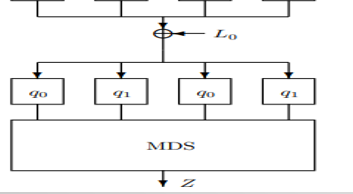 L₀
q₀ q₁ q₀ q₁
MDS
Z